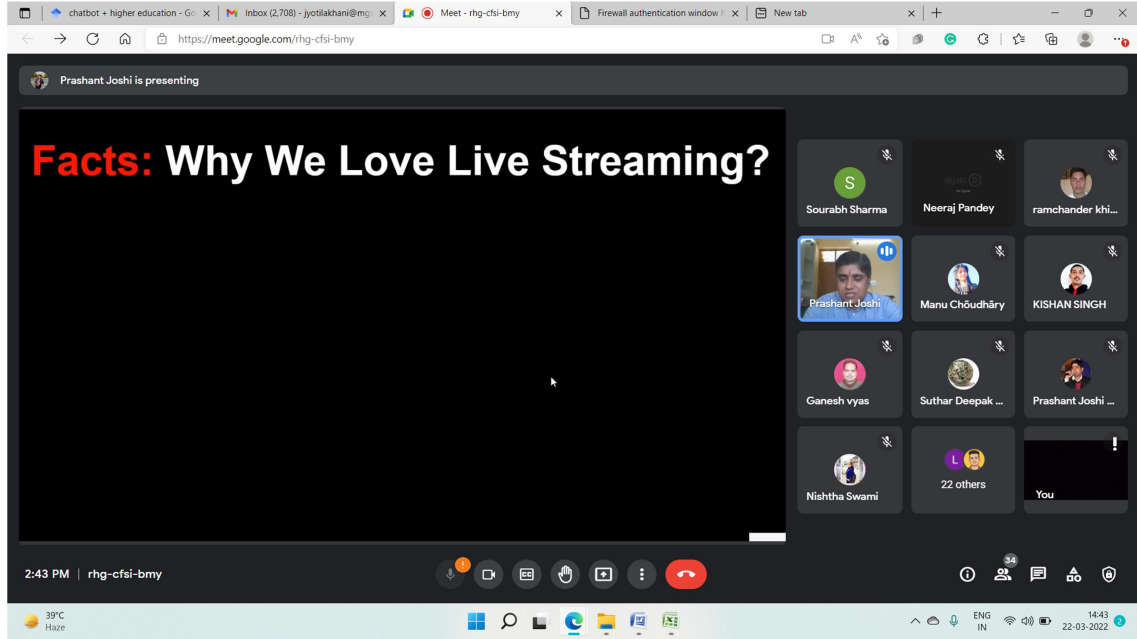 chatbot + higher education - Go
Inbox (2,708) - jyotilakhani@mg
Meet - rhg-cfsi-bmy
Firewall authentication window h
New tab
https://meet.google.com/rhg-cfsi-bmy
Prashant Joshi is presenting
Facts: Why We Love Live Streaming?
S
Sourabh Sharma
Neeraj Pandey
ramchander khi...
Prashant Joshi
Manu Chōudhāry
KISHAN SINGH
Ganesh vyas
Suthar Deepak ...
Prashant Joshi ...
Nishtha Swami
L
22 others
You
2:43 PM | rhg-cfsi-bmy
34
39°C
Haze
ENG
IN
14:43
22-03-2022
2